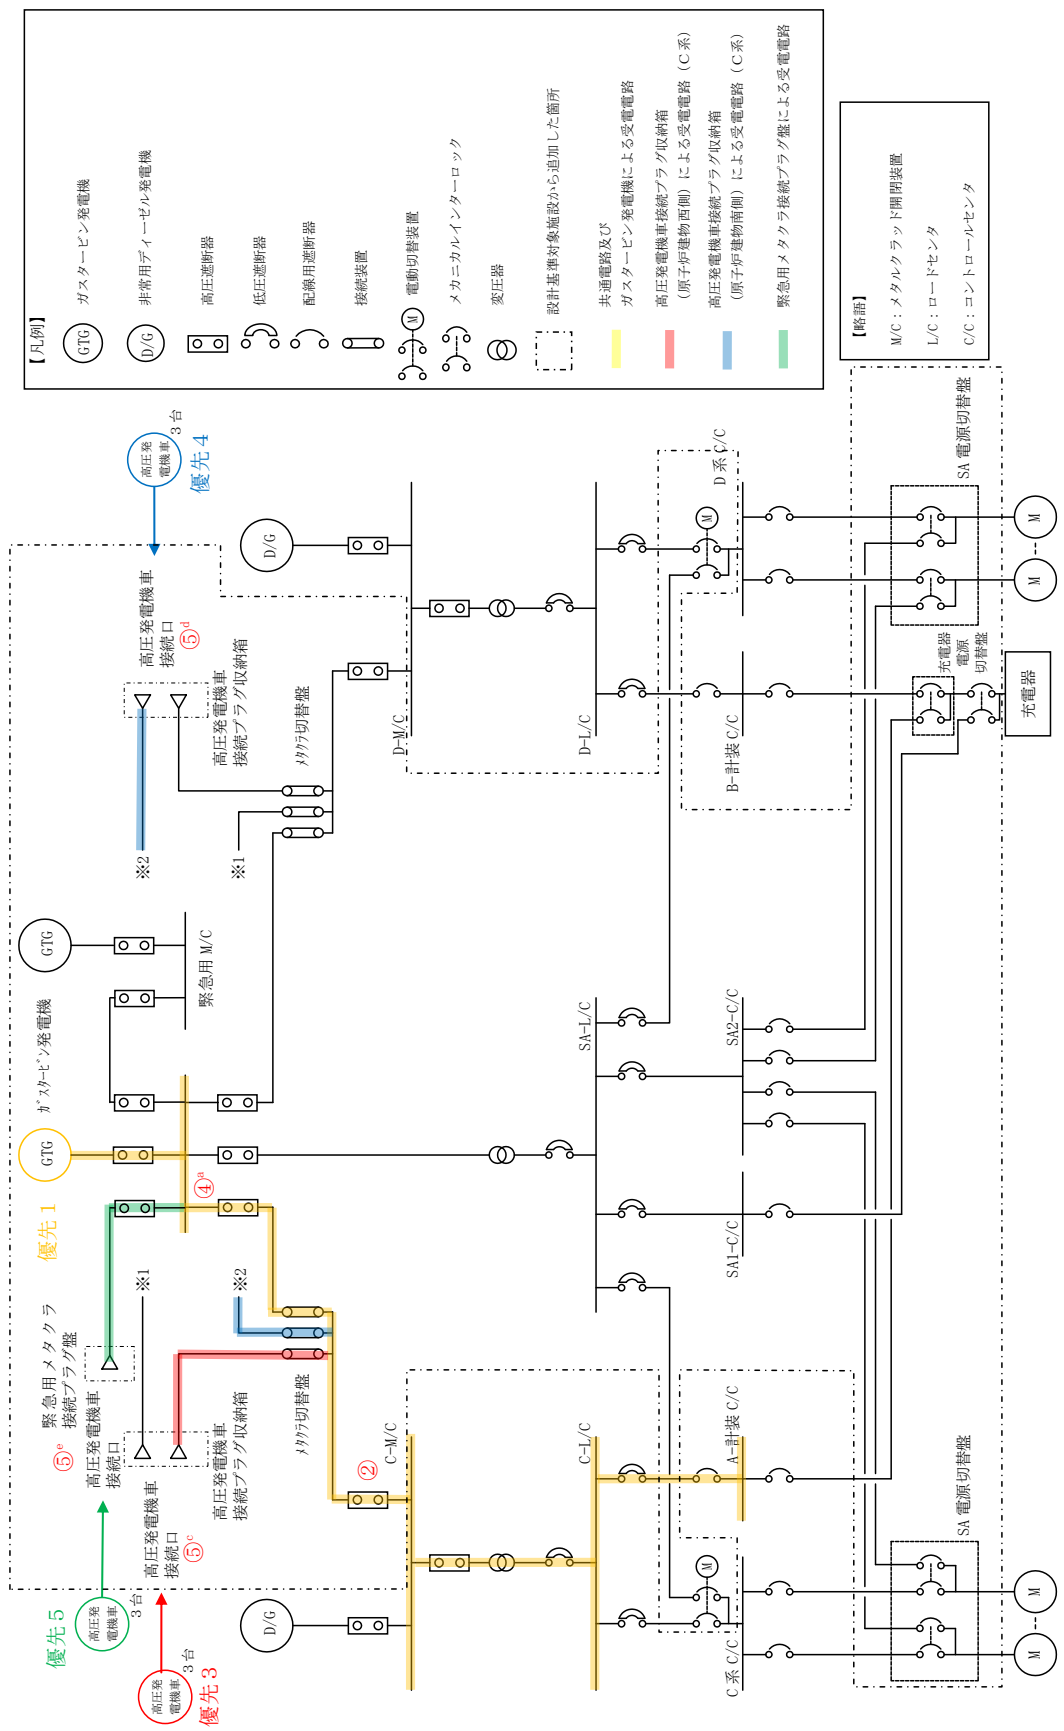 【凡例】
GTG
ガスタービン発電機
D/G
非常用ディーゼル発電機
高圧遮断器
低圧遮断器
配線用遮断器
接続装置
M
電動切替装置
メカニカルインターロック
変圧器
設計基準対象施設から追加した箇所
共通電路及び
ガスタービン発電機による受電電路
高圧発電機車接続プラグ収納箱
（原子炉建物西側）による受電電路（C系）
高圧発電機車接続プラグ収納箱
（原子炉建物南側）による受電電路（C系）
緊急用メタクラ接続プラグ盤による受電電路
【略語】
M/C：メタルクラッド開閉装置
L/C：ロードセンタ
C/C：コントロールセンタ
高圧発
電機車
3台
優先4
高圧発電機車
接続口
⑤d
高圧発電機車
接続プラグ収納箱
ﾒﾀｸﾗ切替盤
※2
※1
D/G
D-M/C
D-L/C
D系C/C
M
B-計装C/C
SA電源切替盤
M
M
充電器
電源
切替盤
充電器
GTG
緊急用M/C
ｶﾞｽﾀｰﾋﾞﾝ発電機
GTG
優先1
④a
SA-L/C
SA2-C/C
SA1-C/C
緊急用メタクラ
接続プラグ盤
⑤e
高圧発電機車
接続口
※1
※2
高圧発電機車
接続プラグ収納箱
ﾒﾀｸﾗ切替盤
高圧発電機車
接続口
⑤c
②
C-M/C
C-L/C
A-計装C/C
M
C系C/C
SA電源切替盤
M
M
D/G
優先5
高圧発
電機車
3台
高圧発
電機車
3台
優先3